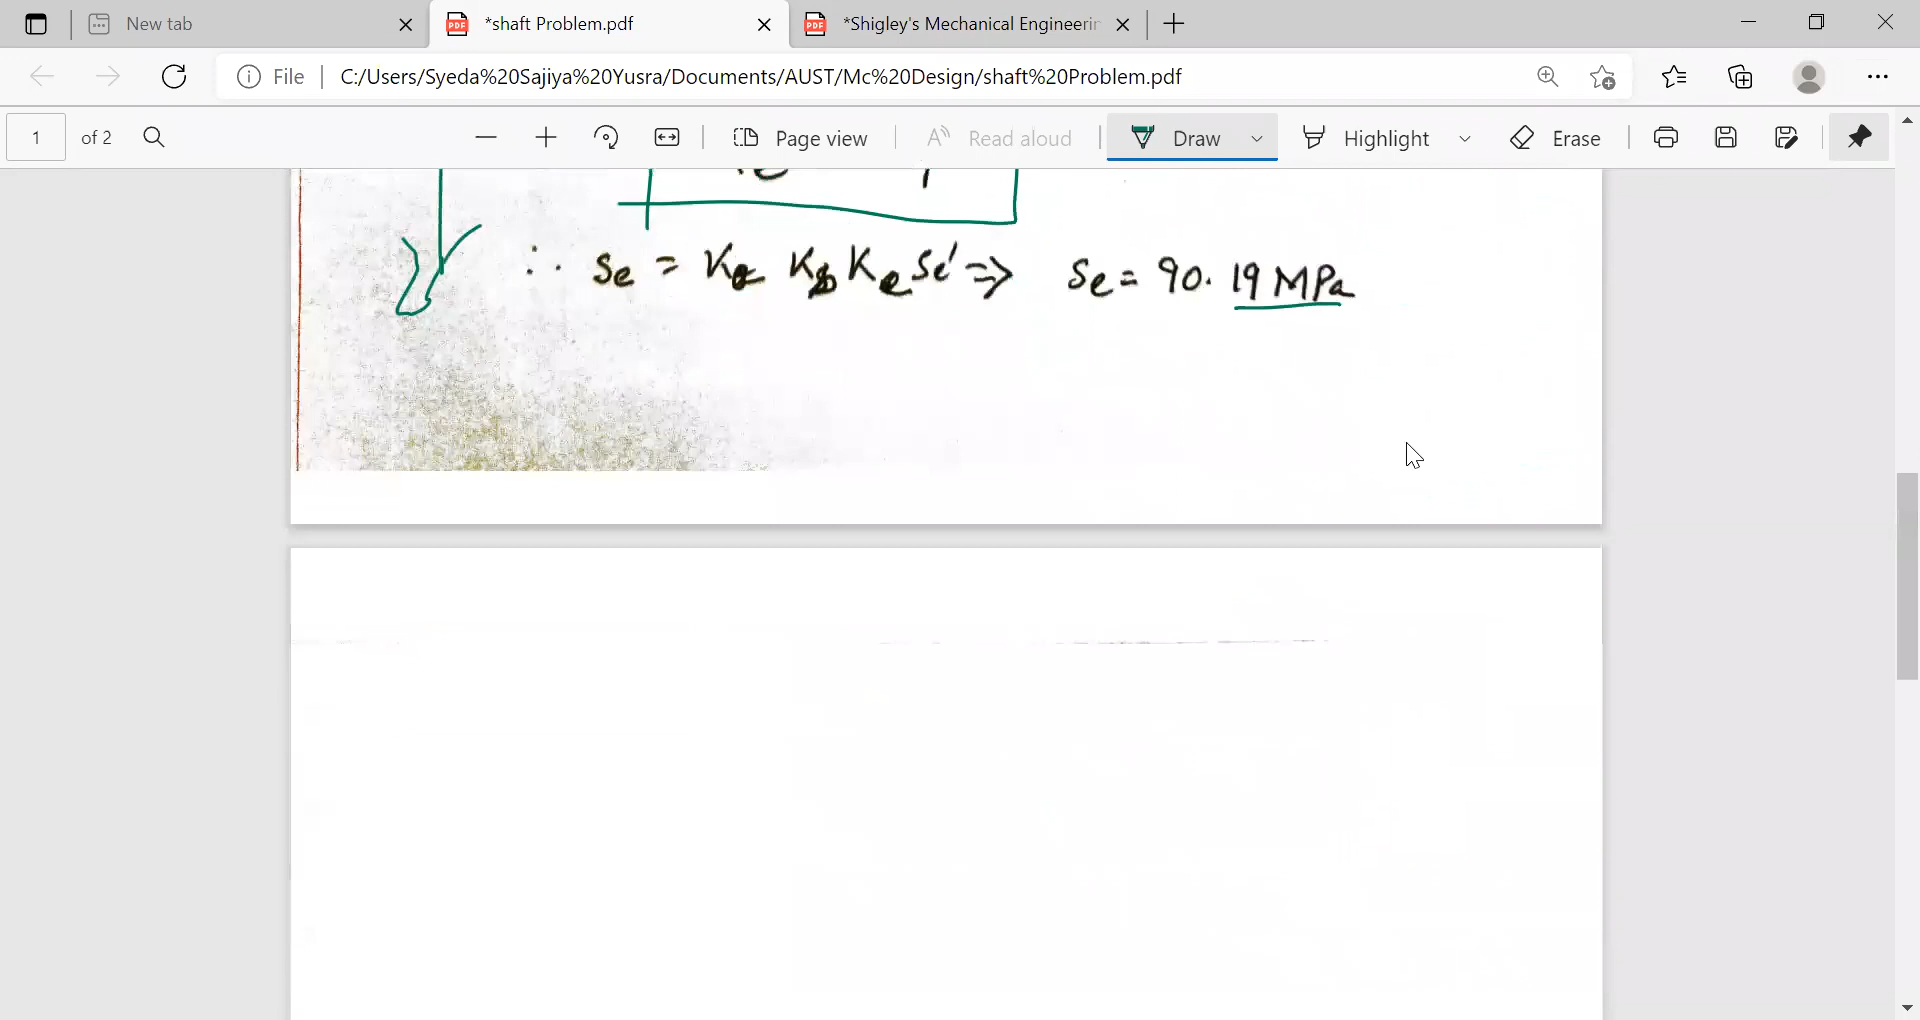 New tab
*shaft Problem.pdf
*Shigley's Mechanical Engineerin
File
C:/Users/Syeda%20Sajiya%20Yusra/Documents/AUST/Mc%20Design/shaft%20Problem.pdf
1 of 2
Page view
Read aloud
Draw
Highlight
Erase
∴ Se = Ka Kb Ke Se' => Se = 90.19 MPa